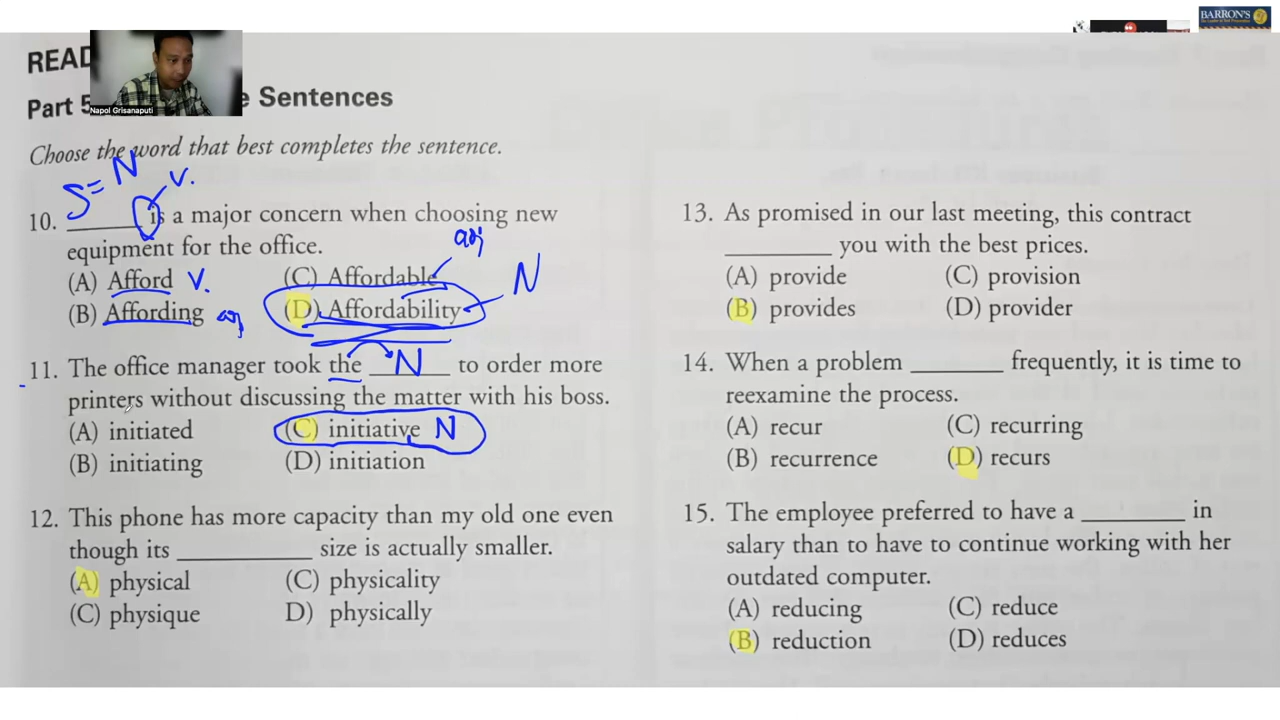 BARRON'S
READ
Part 5
e Sentences
Napol Grisanaputi
Choose the word that best completes the sentence.
S = N
V.
10. ________ is a major concern when choosing new
equipment for the office.
adj
(A) Afford V.
(C) Affordable
N
(B) Affording adj
(D) Affordability
11. The office manager took the ________ to order more
N
printers without discussing the matter with his boss.
(A) initiated
(C) initiative N
(B) initiating
(D) initiation
12. This phone has more capacity than my old one even
though its ____________ size is actually smaller.
(A) physical
(C) physicality
(C) physique
D) physically
13. As promised in our last meeting, this contract
_________ you with the best prices.
(A) provide
(C) provision
(B) provides
(D) provider
14. When a problem ________ frequently, it is time to
reexamine the process.
(A) recur
(C) recurring
(B) recurrence
(D) recurs
15. The employee preferred to have a _________ in
salary than to have to continue working with her
outdated computer.
(A) reducing
(C) reduce
(B) reduction
(D) reduces